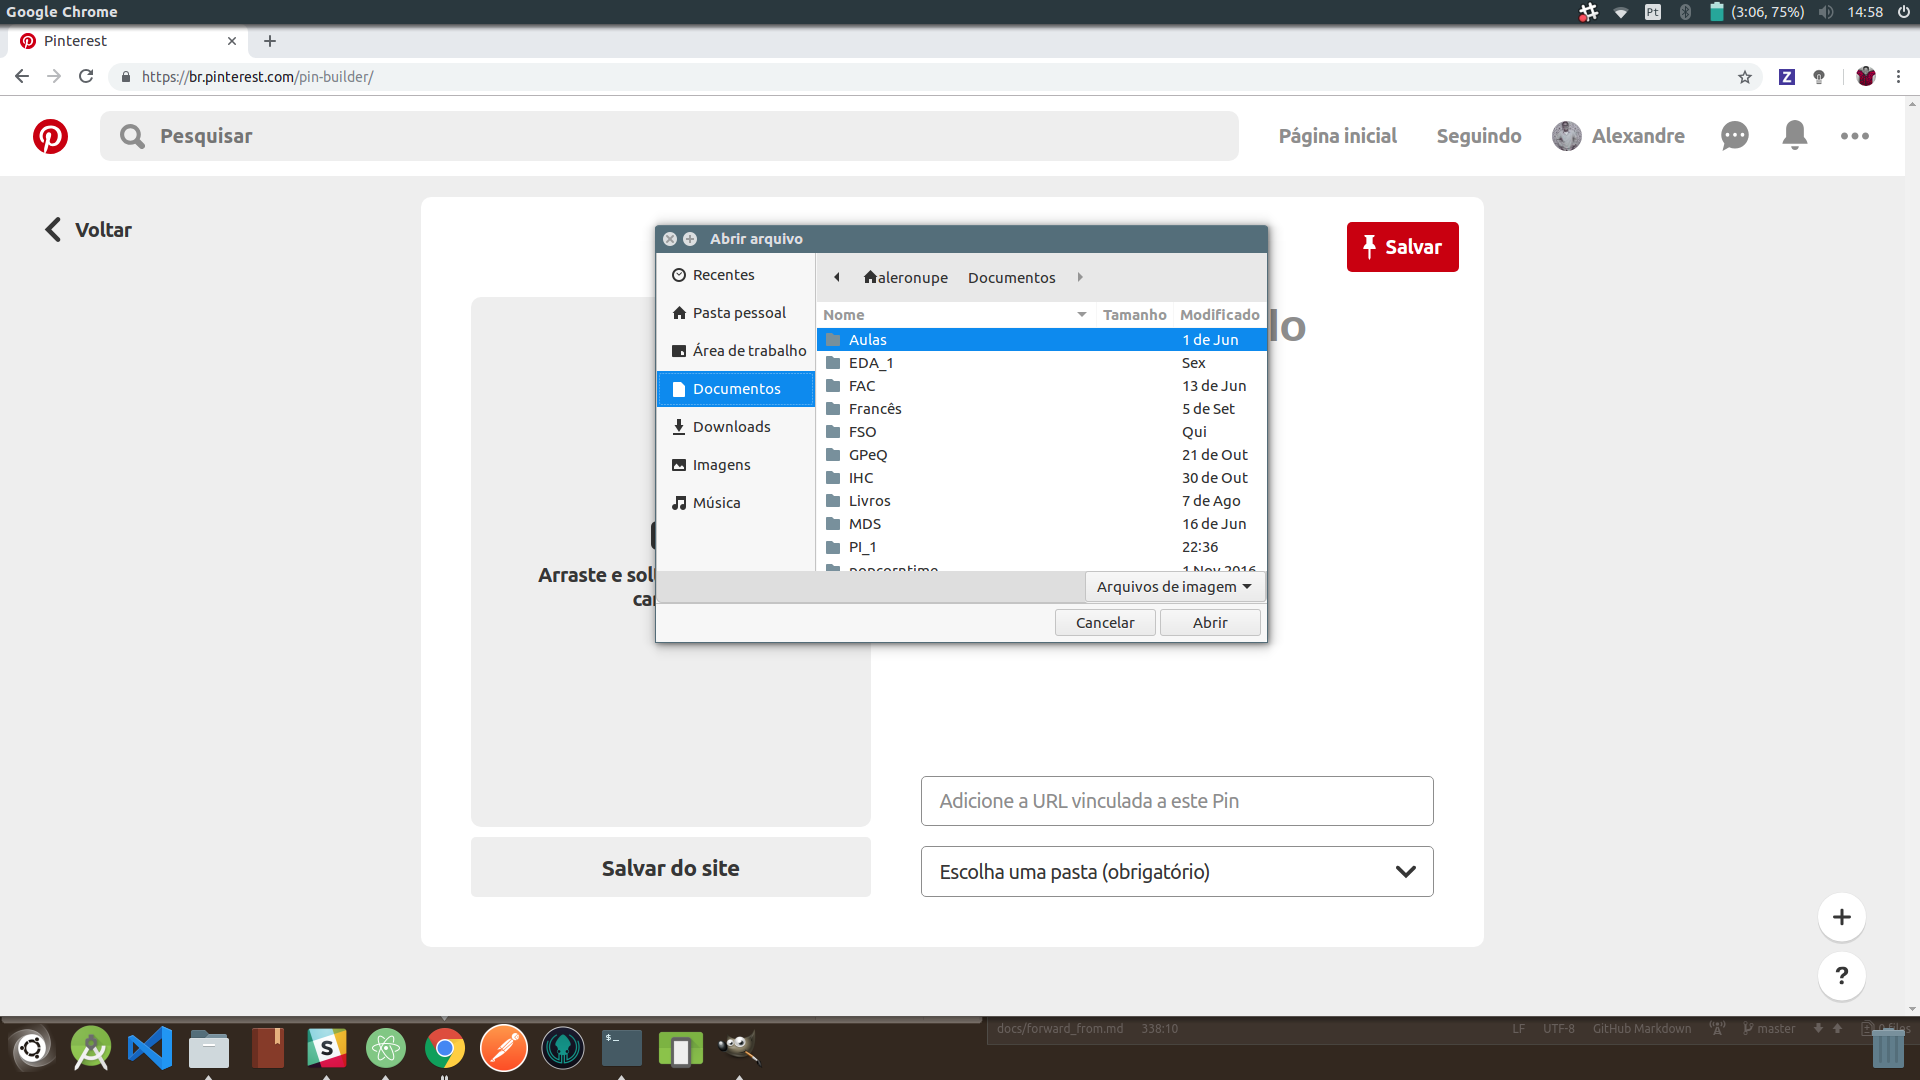 Google Chrome
Pt
(3:06, 75%)
14:58
Pinterest
https://br.pinterest.com/pin-builder/
Z
Pesquisar
Página inicial
Seguindo
Alexandre
Voltar
Salvar
Abrir arquivo
Recentes
Pasta pessoal
Área de trabalho
Documentos
Downloads
Imagens
Música
aleronupe
Documentos
Nome
Tamanho
Modificado
Aulas
1 de Jun
EDA_1
Sex
FAC
13 de Jun
Francês
5 de Set
FSO
Qui
GPeQ
21 de Out
IHC
30 de Out
Livros
7 de Ago
MDS
16 de Jun
PI_1
22:36
popcorntime
1 Nov 2016
Arquivos de imagem
Cancelar
Abrir
lo
Arraste e sol
ca
Adicione a URL vinculada a este Pin
Salvar do site
Escolha uma pasta (obrigatório)
+
?
docs/forward_from.md
338:10
LF
UTF-8
GitHub Markdown
master
S
$_